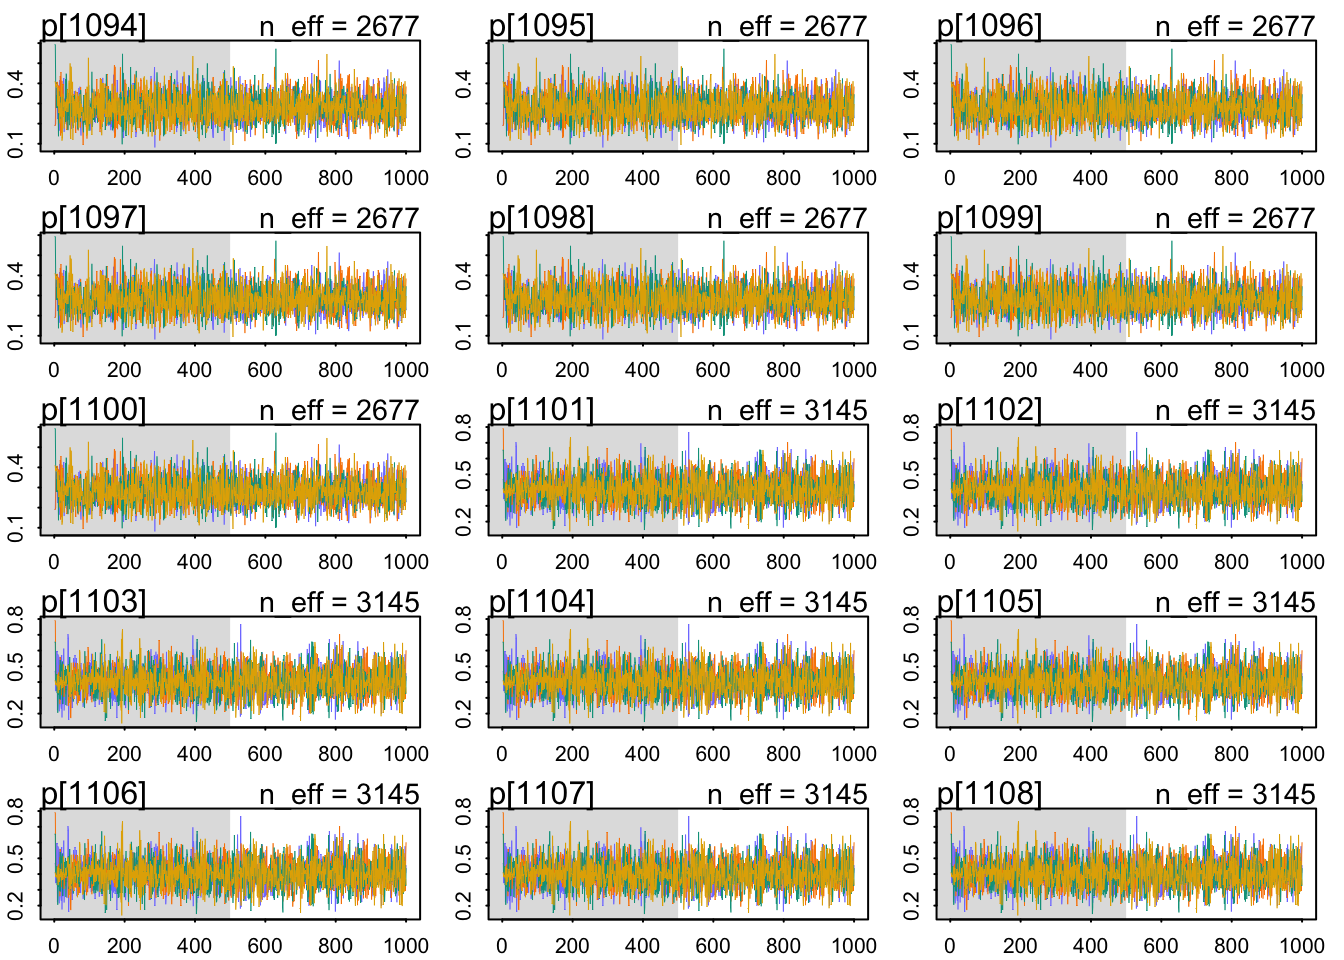 p[1094] n_eff = 2677 p[1095] n_eff = 2677 p[1096] n_eff = 2677
0.1 0.4 0.1 0.4 0.1 0.4
0 200 400 600 800 1000 0 200 400 600 800 1000 0 200 400 600 800 1000
p[1097] n_eff = 2677 p[1098] n_eff = 2677 p[1099] n_eff = 2677
0.1 0.4 0.1 0.4 0.1 0.4
0 200 400 600 800 1000 0 200 400 600 800 1000 0 200 400 600 800 1000
p[1100] n_eff = 2677 p[1101] n_eff = 3145 p[1102] n_eff = 3145
0.1 0.4 0.2 0.5 0.8 0.2 0.5 0.8
0 200 400 600 800 1000 0 200 400 600 800 1000 0 200 400 600 800 1000
p[1103] n_eff = 3145 p[1104] n_eff = 3145 p[1105] n_eff = 3145
0.2 0.5 0.8 0.2 0.5 0.8 0.2 0.5 0.8
0 200 400 600 800 1000 0 200 400 600 800 1000 0 200 400 600 800 1000
p[1106] n_eff = 3145 p[1107] n_eff = 3145 p[1108] n_eff = 3145
0.2 0.5 0.8 0.2 0.5 0.8 0.2 0.5 0.8
0 200 400 600 800 1000 0 200 400 600 800 1000 0 200 400 600 800 1000